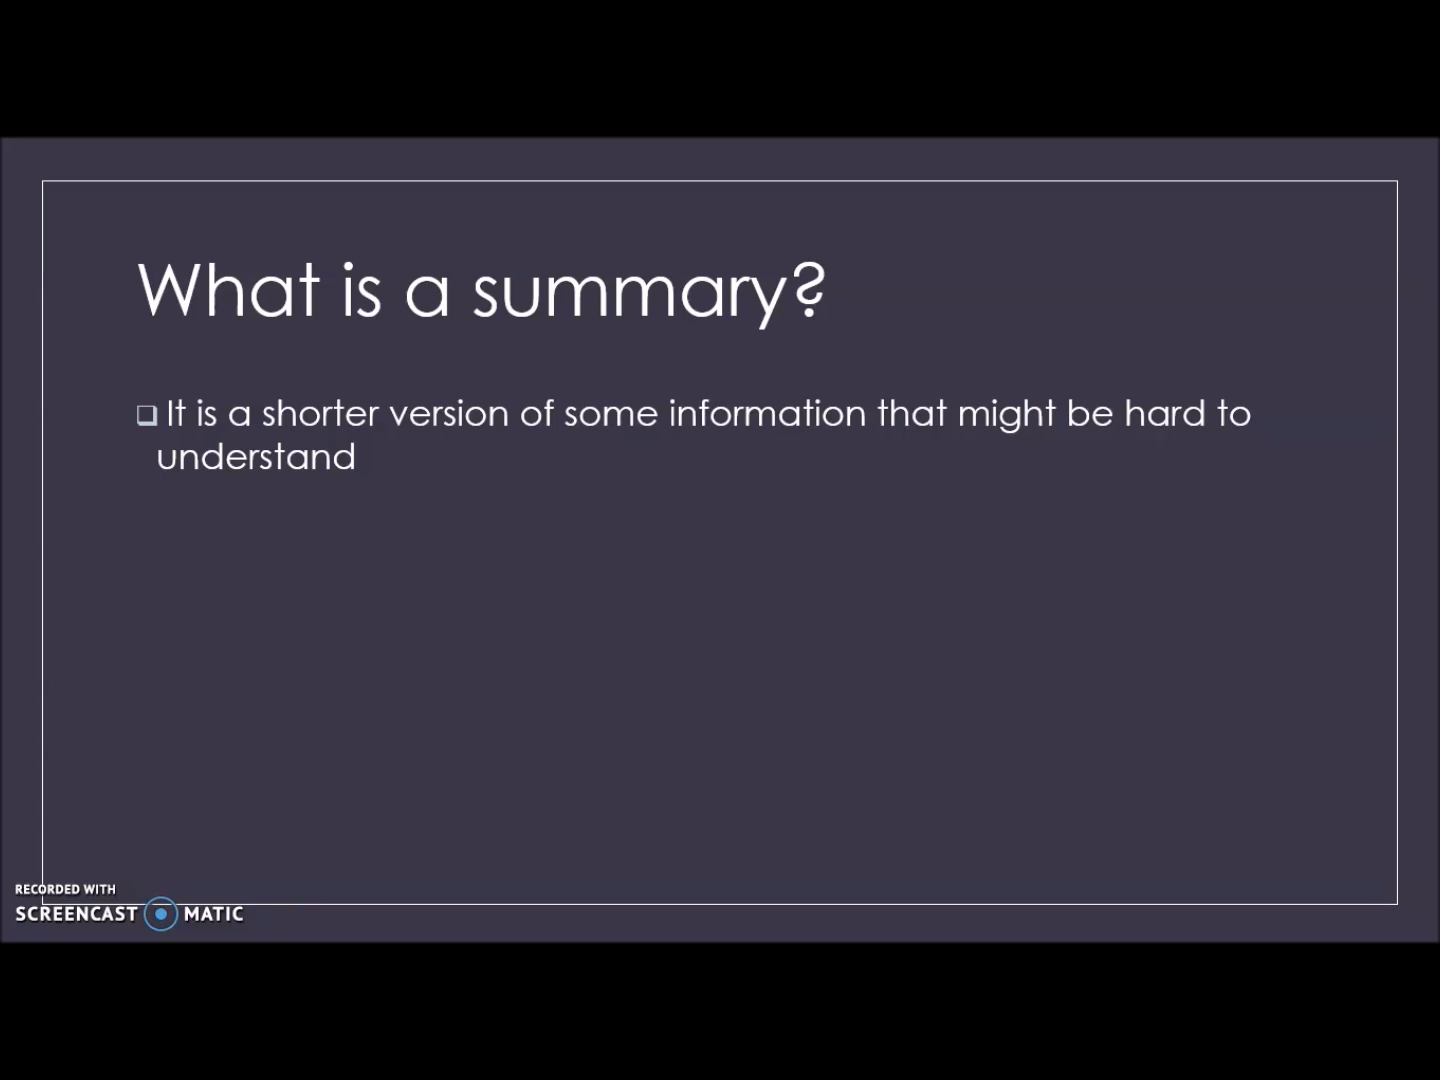 What is a summary?
It is a shorter version of some information that might be hard to
understand
RECORDED WITH
SCREENCAST MATIC